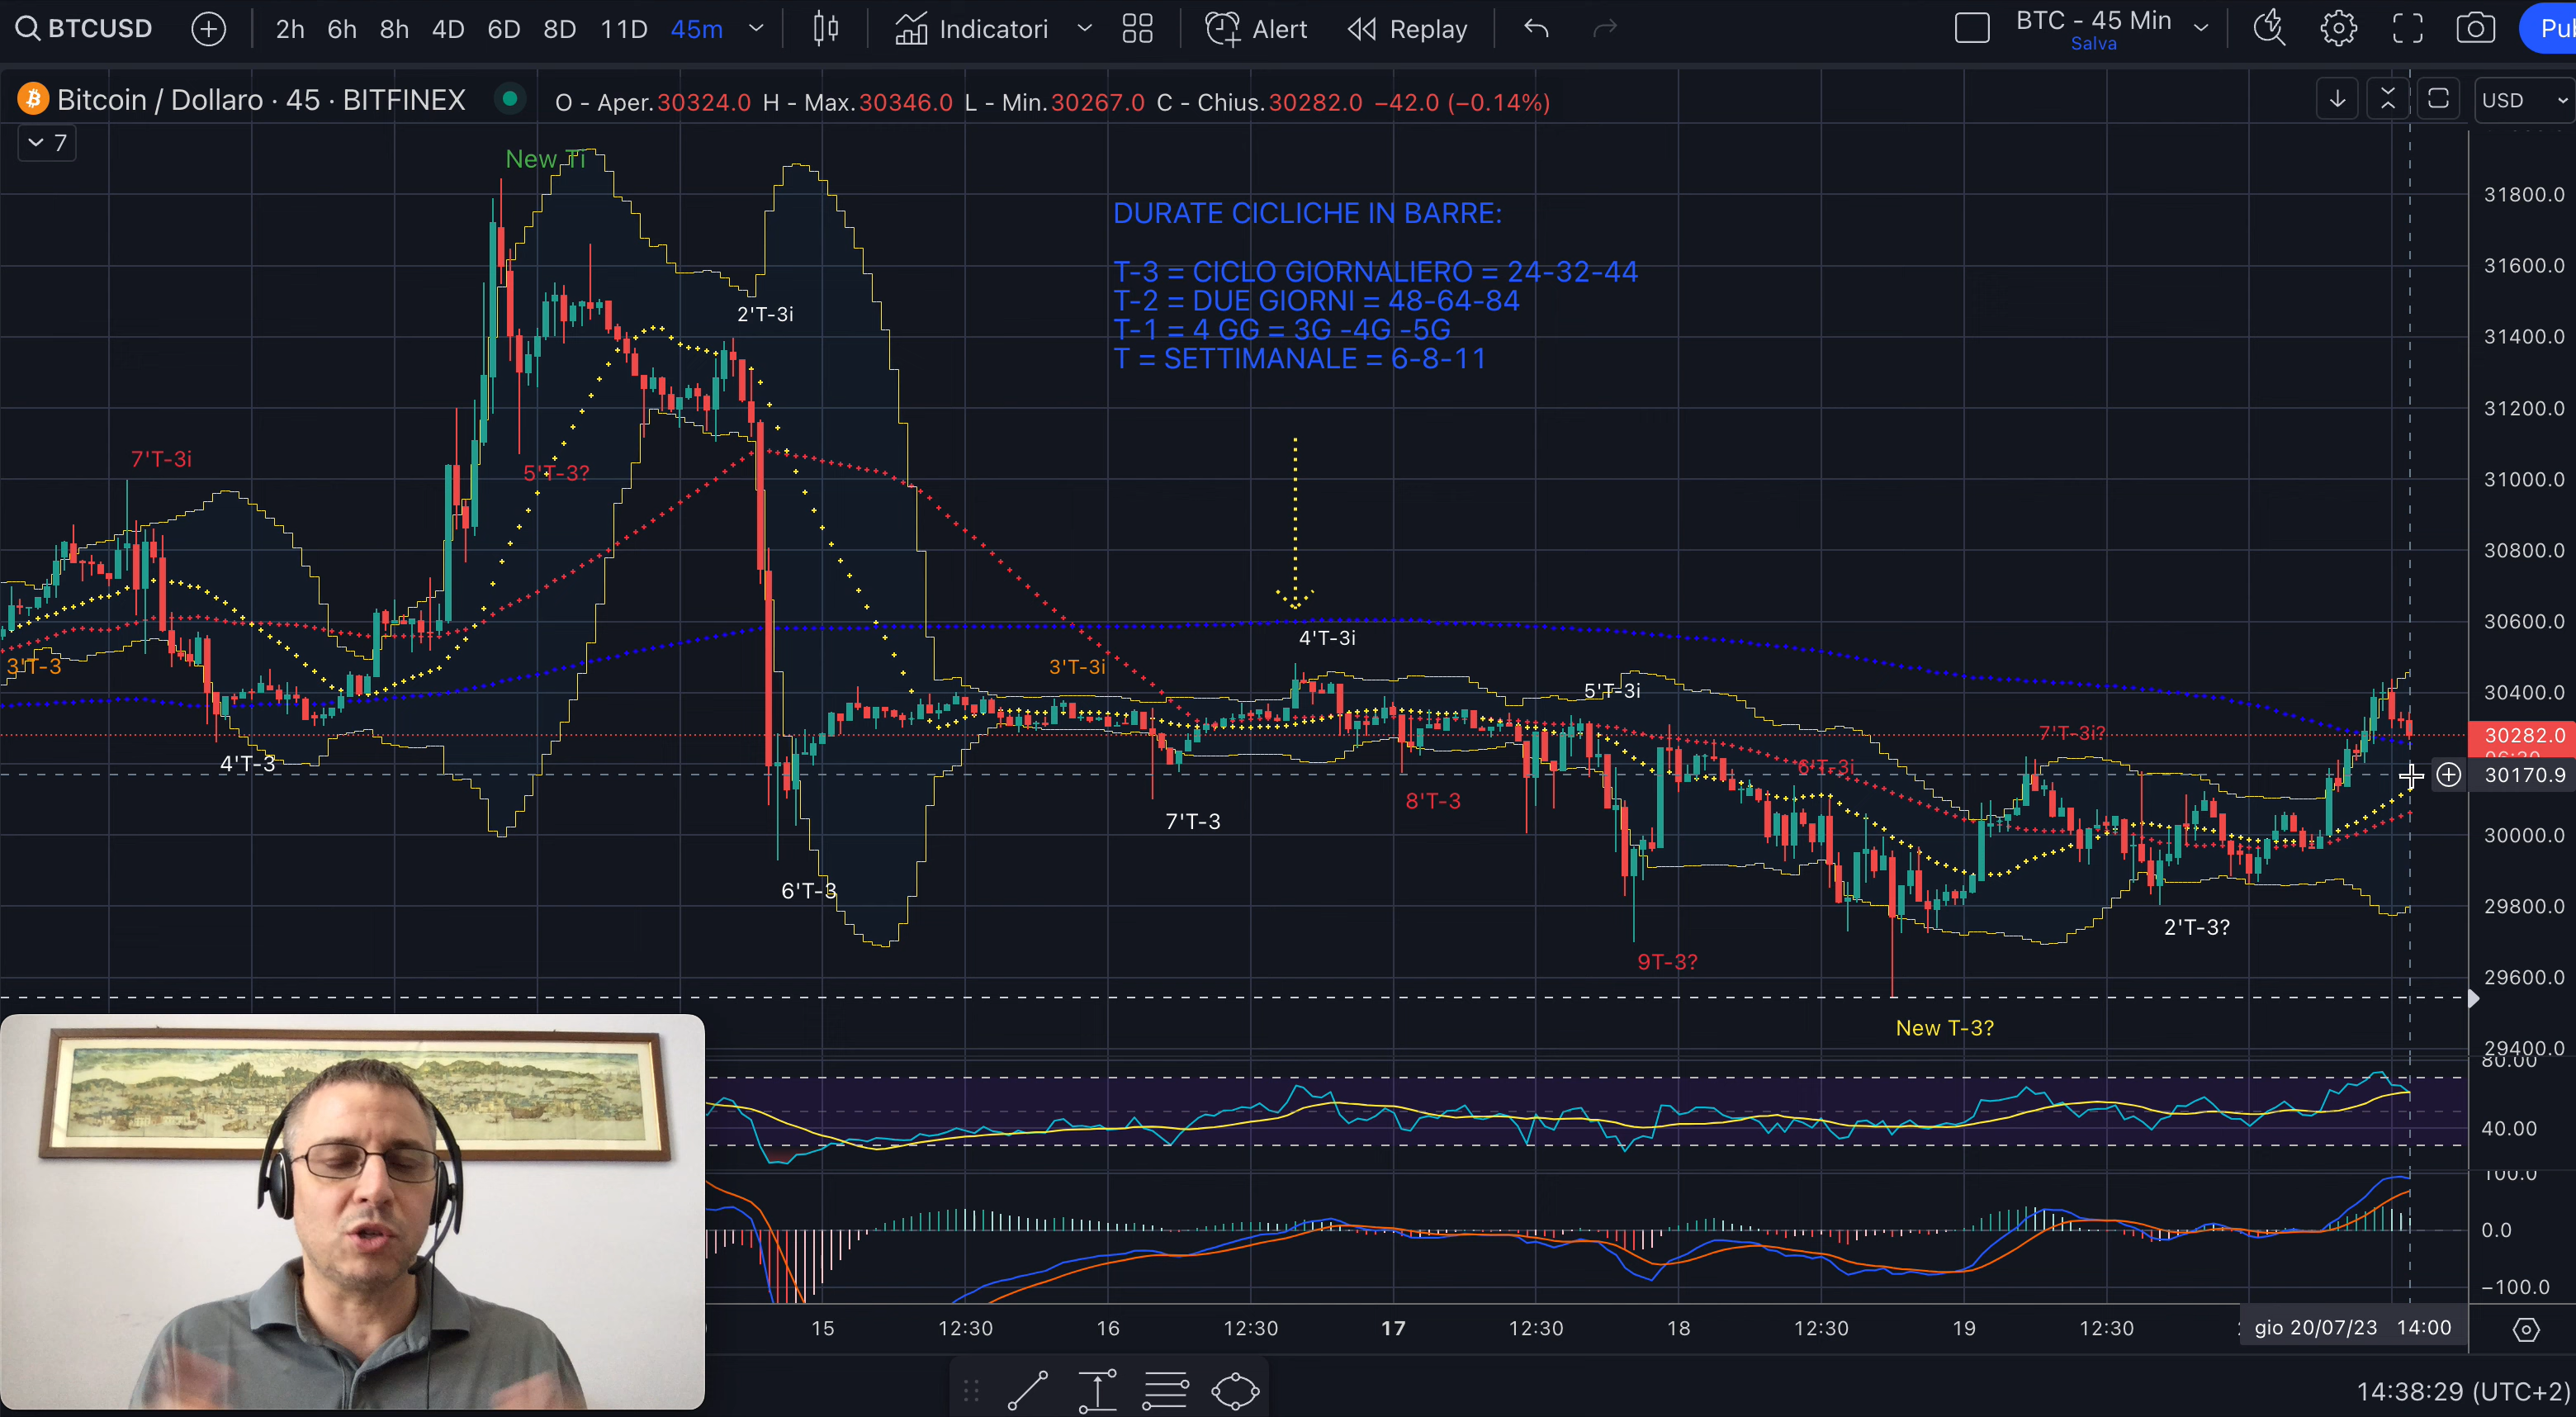 BTCUSD 2h 6h 8h 4D 6D 8D 11D 45m Indicatori Alert Replay BTC - 45 Min
Salva
Bitcoin / Dollaro · 45 · BITFINEX O - Aper.30324.0 H - Max.30346.0 L - Min.30267.0 C - Chius.30282.0 −42.0 (−0.14%)
USD
7
New Ti
31800.0
DURATE CICLICHE IN BARRE:
31600.0
T-3 = CICLO GIORNALIERO = 24-32-44
T-2 = DUE GIORNI = 48-64-84
2'T-3i
T-1 = 4 GG = 3G -4G -5G
31400.0
T = SETTIMANALE = 6-8-11
31200.0
7'T-3i
5'T-3?
31000.0
30800.0
30600.0
4'T-3i
3'T-3
3'T-3i
5'T-3i
30400.0
7'T-3i?
30282.0
4'T-3
6'T-3i
30170.9
8'T-3
7'T-3
30000.0
6'T-3
29800.0
2'T-3?
9T-3?
29600.0
New T-3?
29400.0
80.00
40.00
100.0
0.0
−100.0
15 12:30 16 12:30 17 12:30 18 12:30 19 12:30 gio 20/07/23 14:00
14:38:29 (UTC+2)